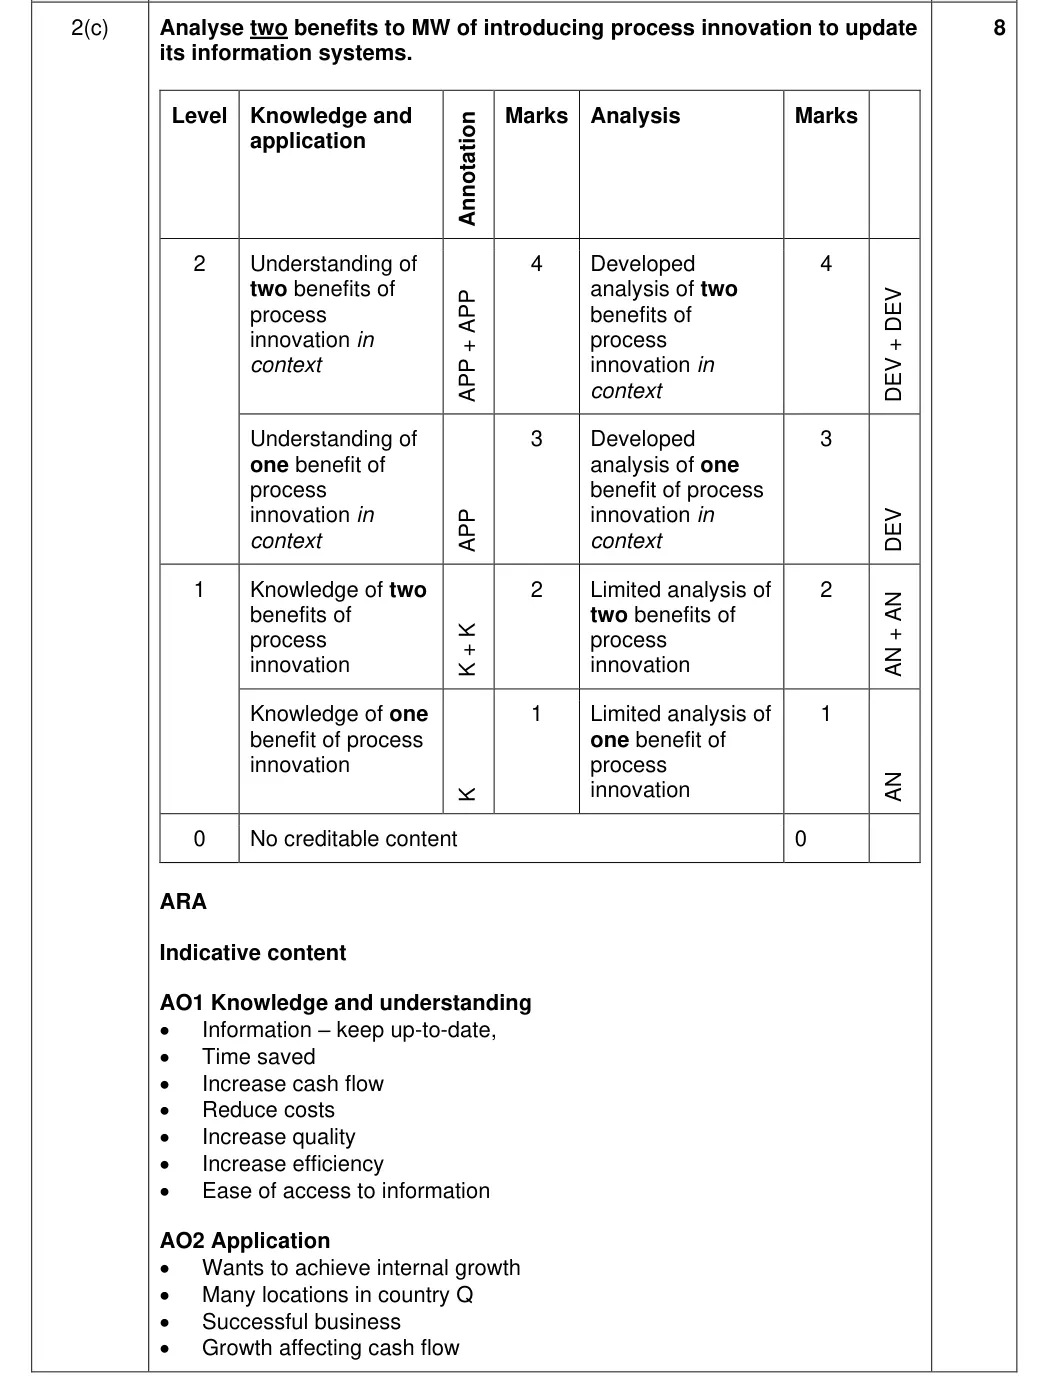 2(c)
Analyse two benefits to MW of introducing process innovation to update
its information systems.
8
Level
Knowledge and
application
Annotation
Marks
Analysis
Marks
2
Understanding of
two benefits of
process
innovation in
context
APP + APP
4
Developed
analysis of two
benefits of
process
innovation in
context
4
DEV + DEV
Understanding of
one benefit of
process
innovation in
context
APP
3
Developed
analysis of one
benefit of process
innovation in
context
3
DEV
1
Knowledge of two
benefits of
process
innovation
K + K
2
Limited analysis of
two benefits of
process
innovation
2
AN + AN
Knowledge of one
benefit of process
innovation
K
1
Limited analysis of
one benefit of
process
innovation
1
AN
0
No creditable content
0
ARA
Indicative content
AO1 Knowledge and understanding
• Information – keep up-to-date,
• Time saved
• Increase cash flow
• Reduce costs
• Increase quality
• Increase efficiency
• Ease of access to information
AO2 Application
• Wants to achieve internal growth
• Many locations in country Q
• Successful business
• Growth affecting cash flow